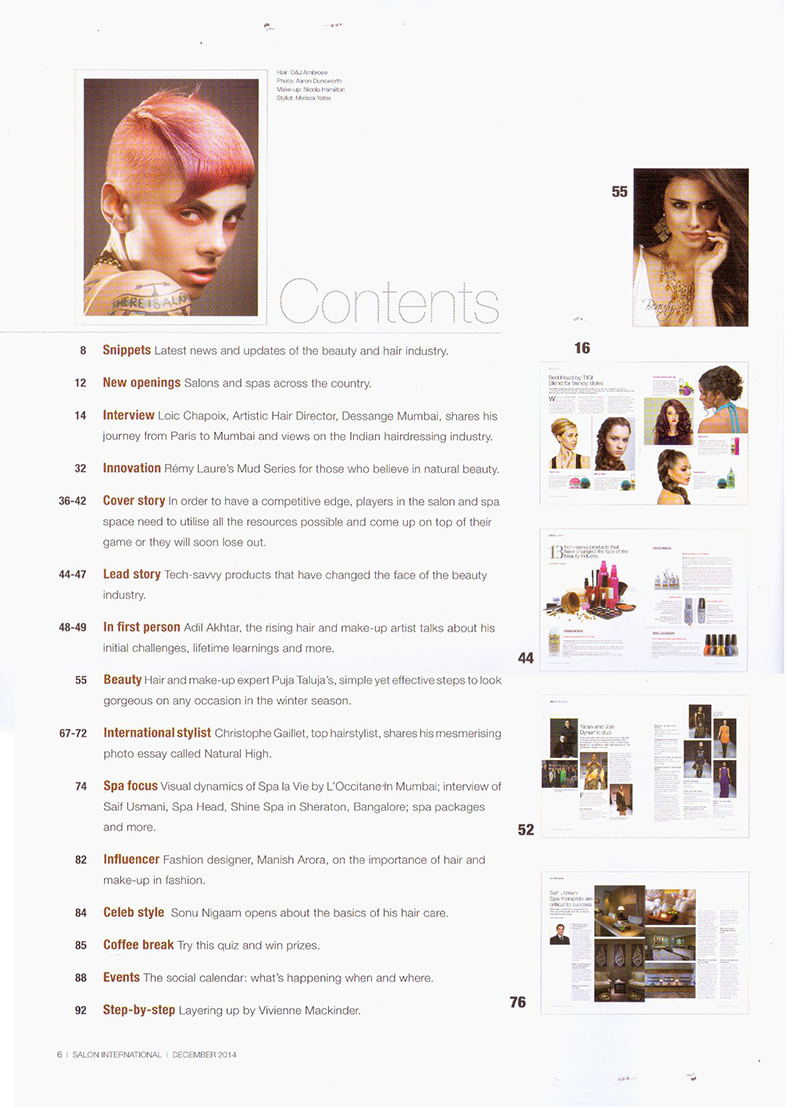 Hair: D&J Ambrose
Photo: Aaron Dunsworth
Make-up: Nicola Hamilton
Stylist: Melissa Yates
HERE IS AL
55
Beauty
Contents
8 Snippets Latest news and updates of the beauty and hair industry.
12 New openings Salons and spas across the country.
14 Interview Loic Chapoix, Artistic Hair Director, Dessange Mumbai, shares his
journey from Paris to Mumbai and views on the Indian hairdressing industry.
32 Innovation Rémy Laure's Mud Series for those who believe in natural beauty.
36-42 Cover story In order to have a competitive edge, players in the salon and spa
space need to utilise all the resources possible and come up on top of their
game or they will soon lose out.
44-47 Lead story Tech-savvy products that have changed the face of the beauty
industry.
48-49 In first person Adil Akhtar, the rising hair and make-up artist talks about his
initial challenges, lifetime learnings and more.
55 Beauty Hair and make-up expert Puja Taluja's, simple yet effective steps to look
gorgeous on any occasion in the winter season.
67-72 International stylist Christophe Gaillet, top hairstylist, shares his mesmerising
photo essay called Natural High.
74 Spa focus Visual dynamics of Spa la Vie by L'Occitane in Mumbai; interview of
Saif Usmani, Spa Head, Shine Spa in Sheraton, Bangalore; spa packages
and more.
82 Influencer Fashion designer, Manish Arora, on the importance of hair and
make-up in fashion.
84 Celeb style Sonu Nigaam opens about the basics of his hair care.
85 Coffee break Try this quiz and win prizes.
88 Events The social calendar: what's happening when and where.
92 Step-by-step Layering up by Vivienne Mackinder.
16
Bed Head by TIGI
Blend for trendy styles
13 tech-savvy products that
have changed the face of the
beauty industry
44
Dynamic duo
52
Saif Usmani
Spa therapists are
critical to success
76
6 | SALON INTERNATIONAL | DECEMBER 2014